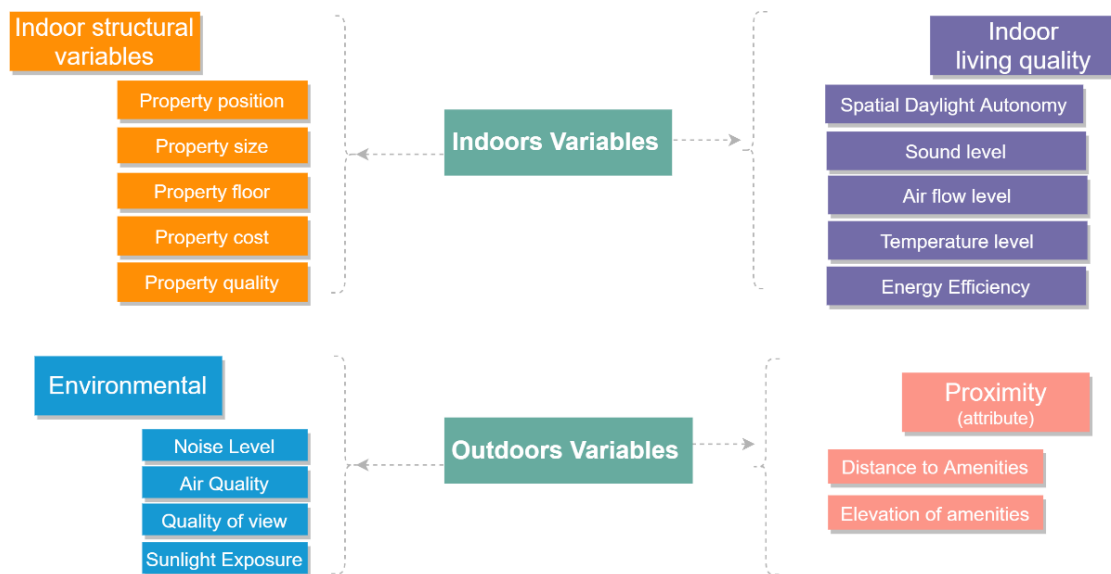 Indoor structural
variables
Property position
Property size
Property floor
Property cost
Property quality
Indoors Variables
Indoor
living quality
Spatial Daylight Autonomy
Sound level
Air flow level
Temperature level
Energy Efficiency
Environmental
Noise Level
Air Quality
Quality of view
Sunlight Exposure
Outdoors Variables
Proximity
(attribute)
Distance to Amenities
Elevation of amenities